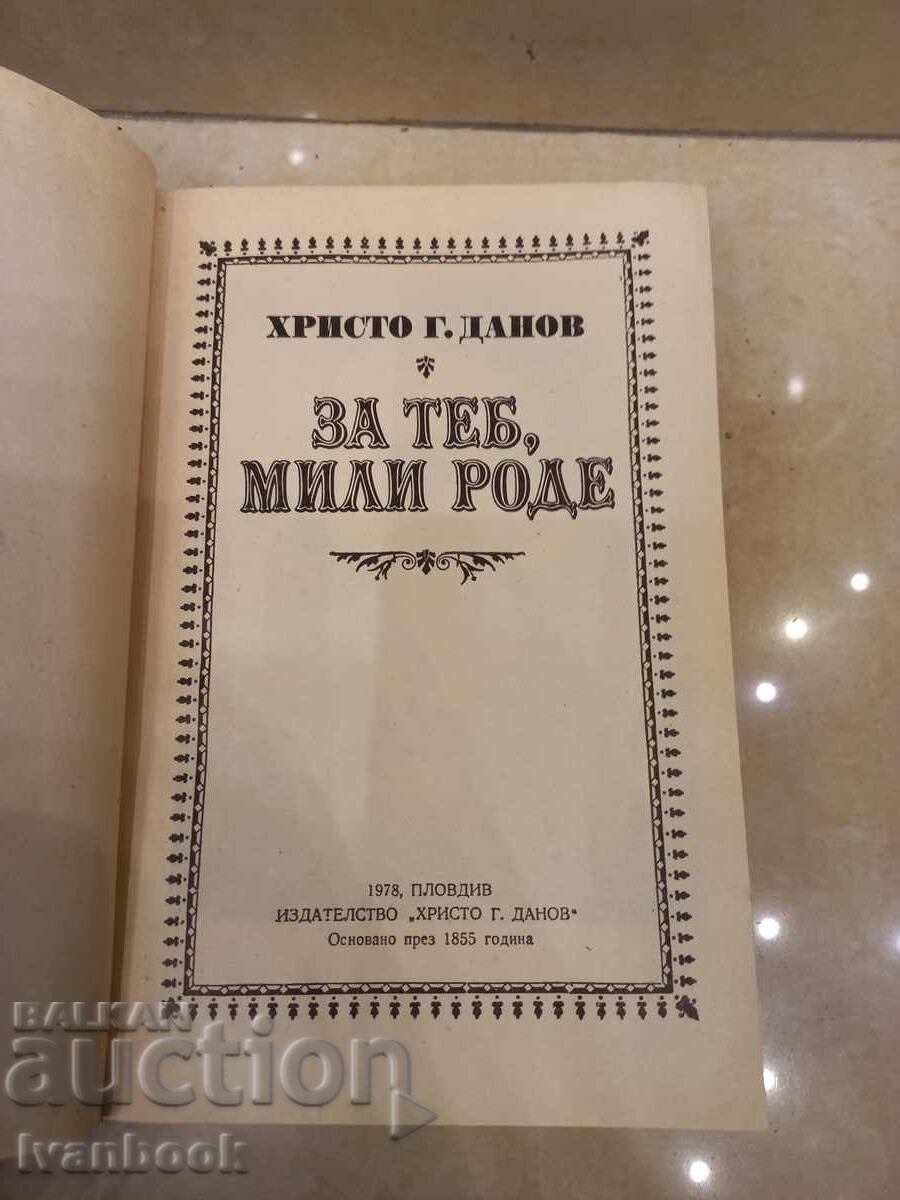 ХРИСТО Г. ДАНОВ
ЗА ТЕБ,
МИЛИ РОДЕ
1978, ПЛОВДИВ
ИЗДАТЕЛСТВО „ХРИСТО Г. ДАНОВ“
Основано през 1855 година
BALKAN
auction
Ivanbook